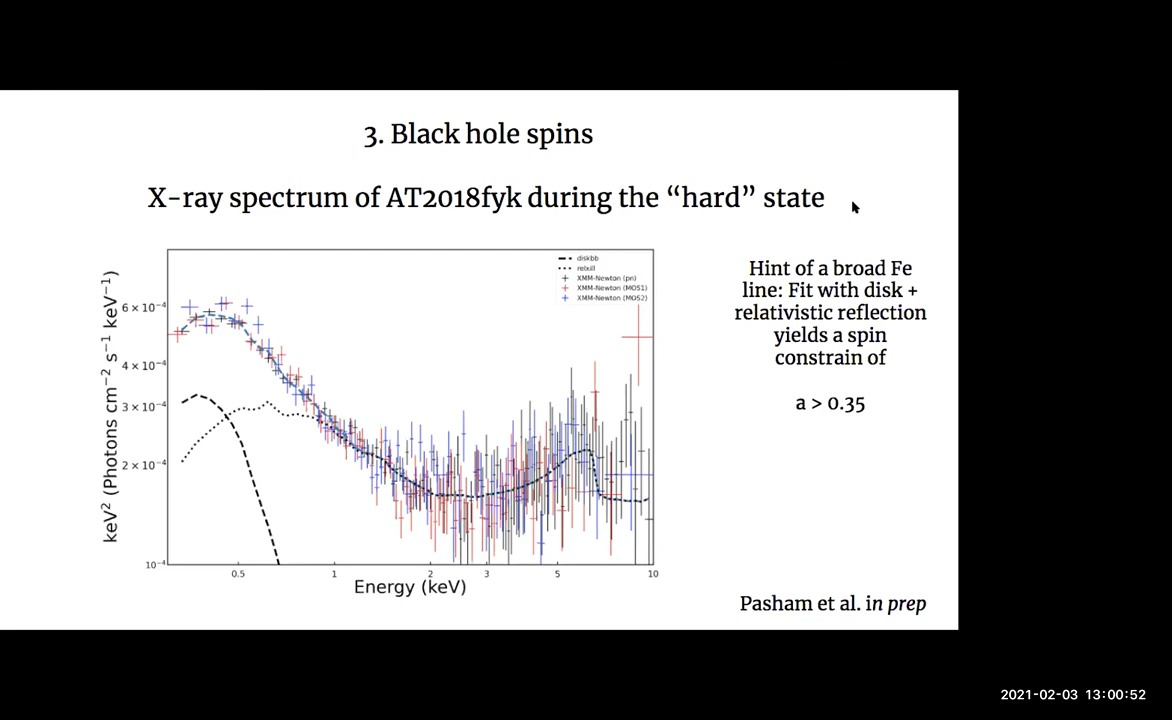 3. Black hole spins
X-ray spectrum of AT2018fyk during the “hard” state
keV² (Photons cm⁻² s⁻¹ keV⁻¹)
6 × 10⁻⁴
4 × 10⁻⁴
3 × 10⁻⁴
2 × 10⁻⁴
10⁻⁴
diskbb
relxill
XMM-Newton (pn)
XMM-Newton (MOS1)
XMM-Newton (MOS2)
0.5 1 2 3 5 10
Energy (keV)
Hint of a broad Fe
line: Fit with disk +
relativistic reflection
yields a spin
constrain of
a > 0.35
Pasham et al. in prep
2021-02-03 13:00:52